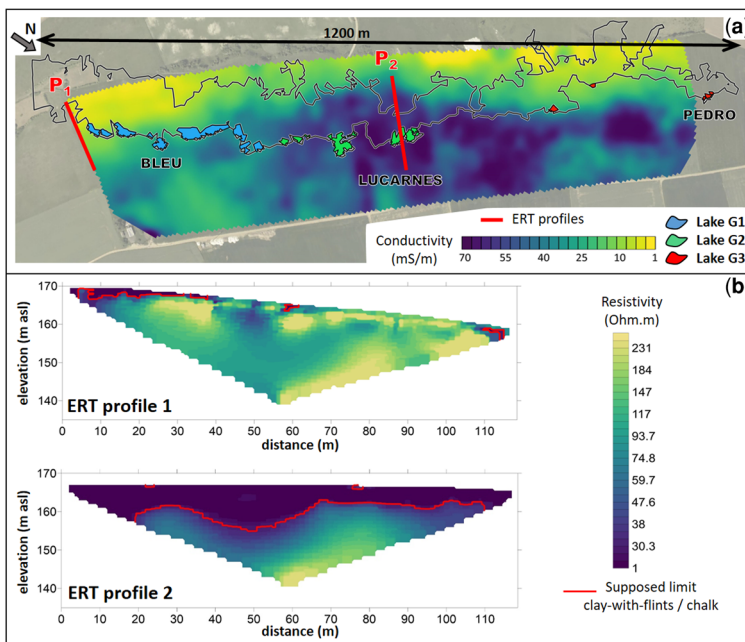 (a)
N
1200 m
P1
P2
BLEU
LUCARNES
PEDRO
ERT profiles
Lake G1
Lake G2
Lake G3
Conductivity
(mS/m)
70 55 40 25 10 1
(b)
170
160
150
140
elevation (m asl)
ERT profile 1
0 10 20 30 40 50 60 70 80 90 100 110
distance (m)
170
160
150
140
elevation (m asl)
ERT profile 2
0 10 20 30 40 50 60 70 80 90 100 110
distance (m)
Resistivity
(Ohm.m)
231
184
147
117
93.7
74.6
59.7
47.6
38
30.3
1
Supposed limit
clay-with-flints / chalk